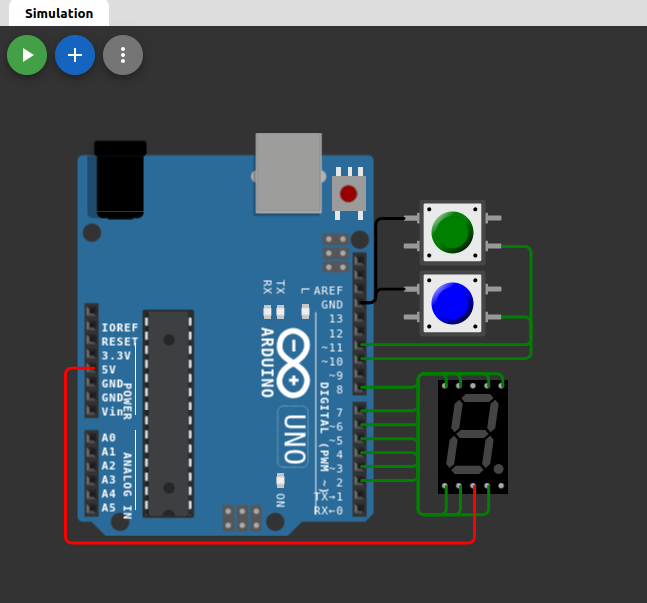 Simulation
RX
TX
L
AREF
GND
13
12
~11
~10
~9
8
IOREF
RESET
3.3V
5V
GND
GND
Vin
POWER
ARDUINO
UNO
DIGITAL (PWM ~)
7
~6
~5
4
~3
2
TX→1
RX←0
A0
A1
A2
A3
A4
A5
ANALOG IN
ON